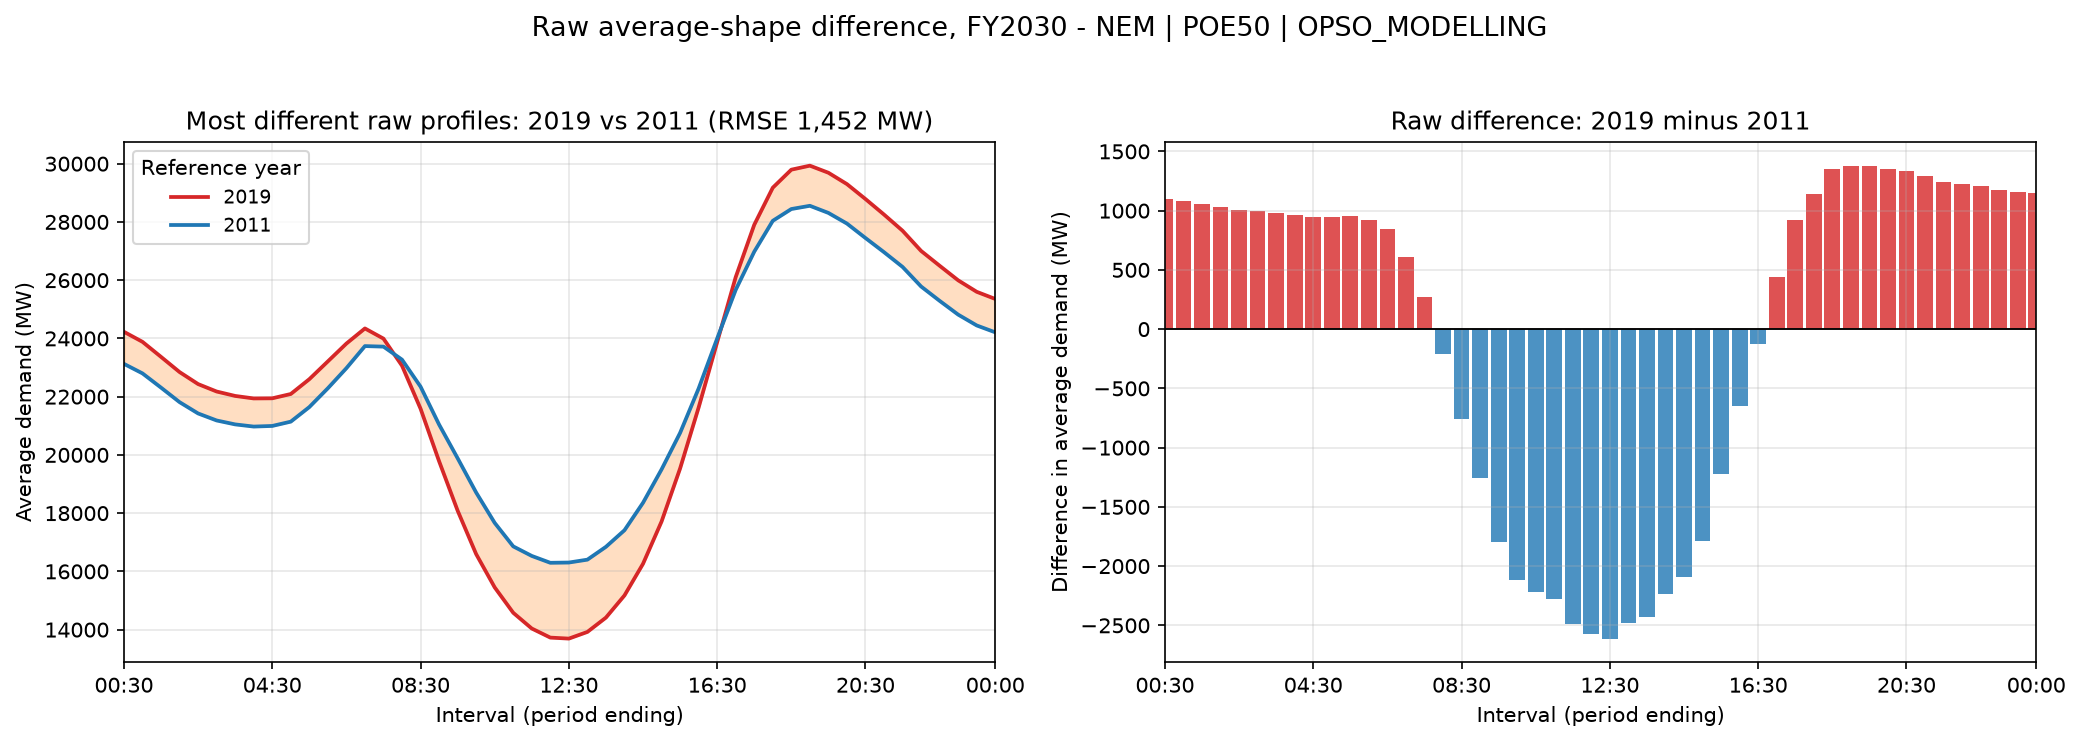 Raw average-shape difference, FY2030 - NEM | POE50 | OPSO_MODELLING
Most different raw profiles: 2019 vs 2011 (RMSE 1,452 MW)
Average demand (MW)
30000
28000
26000
24000
22000
20000
18000
16000
14000
Reference year
2019
2011
00:30 04:30 08:30 12:30 16:30 20:30 00:00
Interval (period ending)
Raw difference: 2019 minus 2011
Difference in average demand (MW)
1500
1000
500
0
−500
−1000
−1500
−2000
−2500
00:30 04:30 08:30 12:30 16:30 20:30 00:00
Interval (period ending)